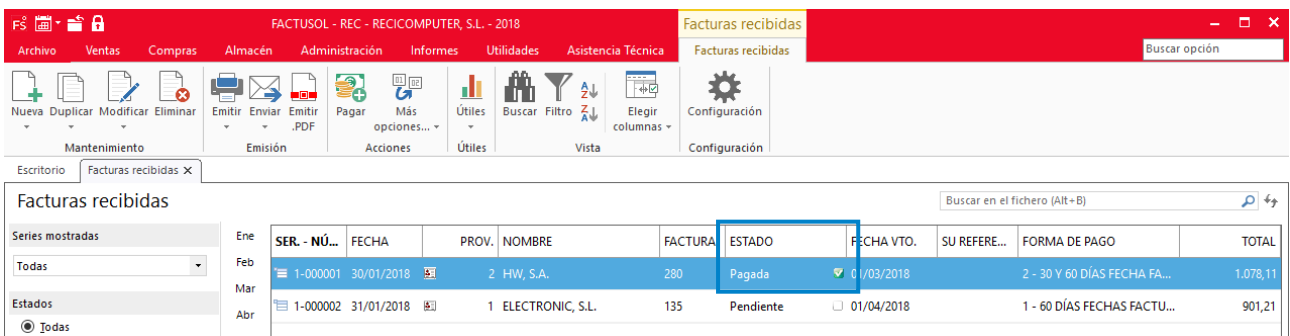 FS FACTUSOL - REC - RECICOMPUTER, S.L. - 2018 Facturas recibidas
Archivo Ventas Compras Almacén Administración Informes Utilidades Asistencia Técnica Facturas recibidas Buscar opción
Nueva Duplicar Modificar Eliminar Emitir Enviar Emitir .PDF Pagar Más opciones... Útiles Buscar Filtro Elegir columnas Configuración
Mantenimiento Emisión Acciones Útiles Vista Configuración
Escritorio Facturas recibidas X
Facturas recibidas Buscar en el fichero (Alt+B)
Series mostradas
Todas
Estados
Todas
Ene
Feb
Mar
Abr
SER. - NÚ... FECHA PROV. NOMBRE FACTURA ESTADO FECHA VTO. SU REFERE... FORMA DE PAGO TOTAL
1-000001 30/01/2018 2 HW, S.A. 280 Pagada 01/03/2018 2 - 30 Y 60 DÍAS FECHA FA... 1.078,11
1-000002 31/01/2018 1 ELECTRONIC, S.L. 135 Pendiente 01/04/2018 1 - 60 DÍAS FECHAS FACTU... 901,21